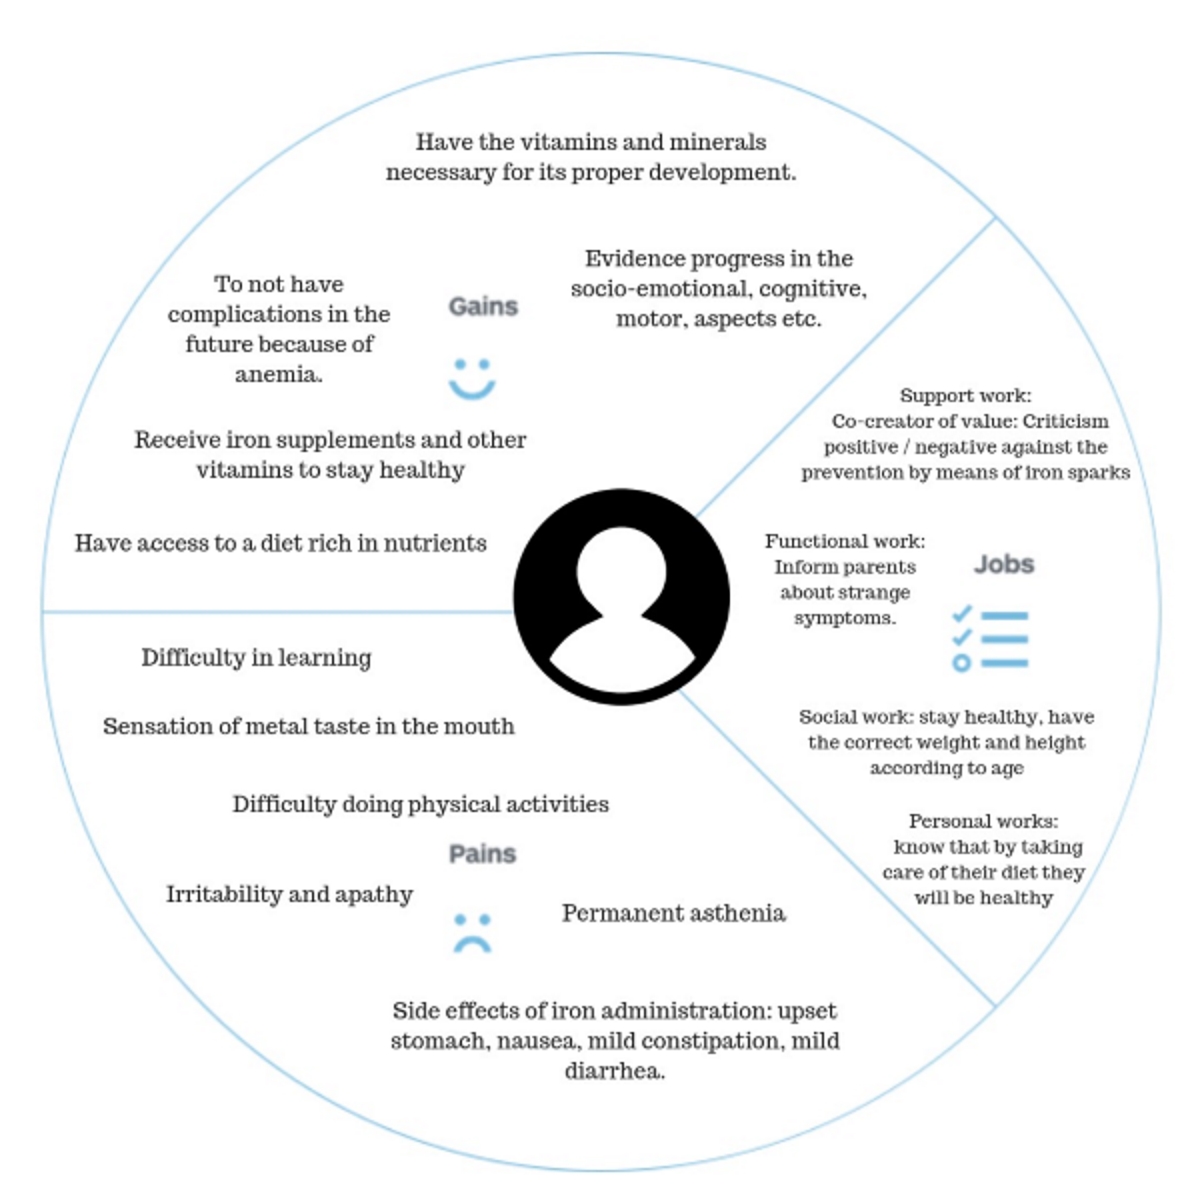 Have the vitamins and minerals
necessary for its proper development.
Evidence progress in the
socio-emotional, cognitive,
motor, aspects etc.
To not have
complications in the
future because of
anemia.
Gains
Receive iron supplements and other
vitamins to stay healthy
Have access to a diet rich in nutrients
Support work:
Co-creator of value: Criticism
positive / negative against the
prevention by means of iron sparks
Functional work:
Inform parents
about strange
symptoms.
Jobs
Social work: stay healthy, have
the correct weight and height
according to age
Personal works:
know that by taking
care of their diet they
will be healthy
Difficulty in learning
Sensation of metal taste in the mouth
Difficulty doing physical activities
Pains
Irritability and apathy
Permanent asthenia
Side effects of iron administration: upset
stomach, nausea, mild constipation, mild
diarrhea.